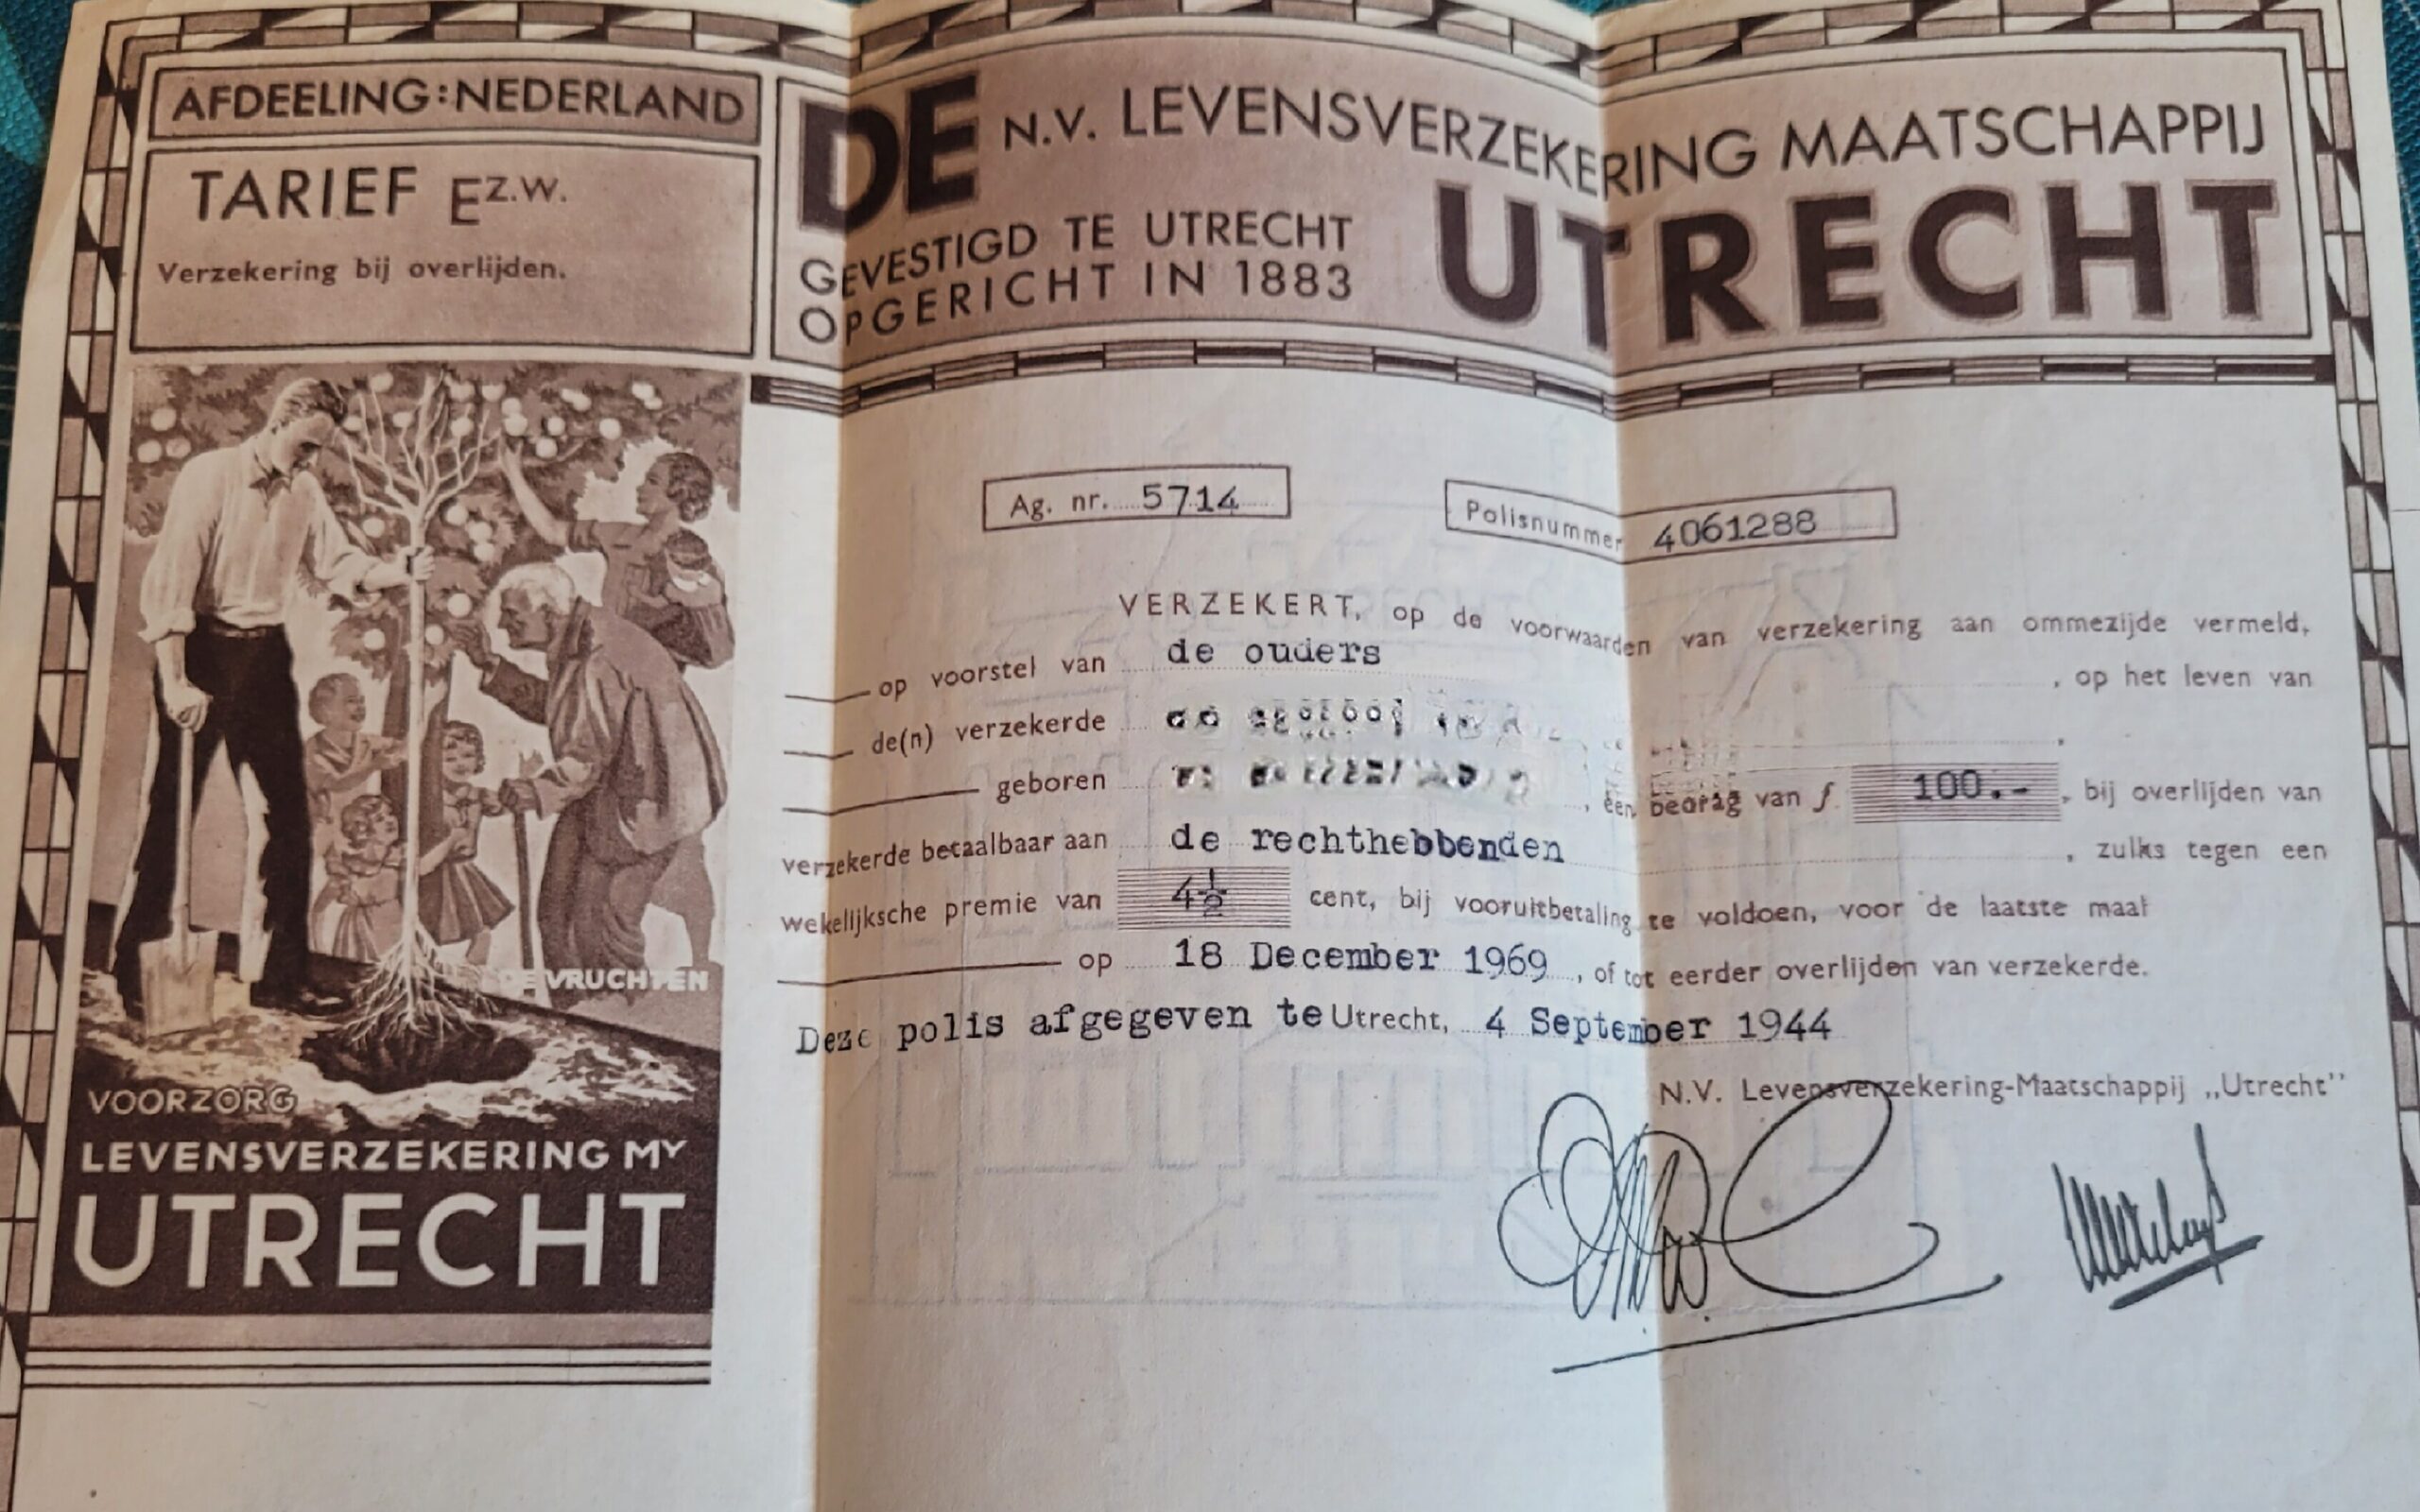 AFDEELING: NEDERLAND
TARIEF EZ.W.
Verzekering bij overlijden.
DE N.V. LEVENSVERZEKERING MAATSCHAPPIJ
UTRECHT
GEVESTIGD TE UTRECHT
OPGERICHT IN 1883
Ag. nr. 5714
Polisnummer 4061288
VERZEKERT, op de voorwaarden van verzekering aan ommezijde vermeld,
op voorstel van de ouders , op het leven van
de(n) verzekerde
geboren , een bedrag van f 100.- , bij overlijden van
verzekerde betaalbaar aan de rechthebbenden , zulks tegen een
wekelijksche premie van 4½ cent, bij vooruitbetaling te voldoen, voor de laatste maal
op 18 December 1969 , of tot eerder overlijden van verzekerde.
Deze polis afgegeven te Utrecht, 4 September 1944
N.V. Levensverzekering-Maatschappij „Utrecht”
DE VRUCHTEN
VOORZORG
LEVENSVERZEKERING MY
UTRECHT